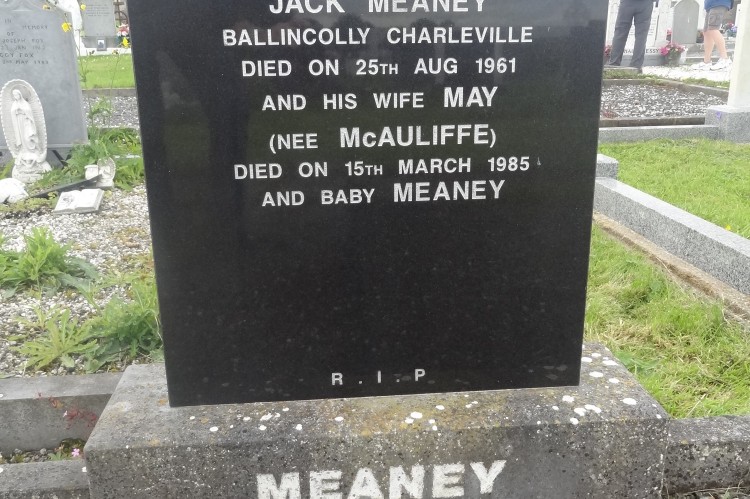 JACK MEANEY
BALLINCOLLY CHARLEVILLE
DIED ON 25TH AUG 1961
AND HIS WIFE MAY
(NEE McAULIFFE)
DIED ON 15TH MARCH 1985
AND BABY MEANEY
R.I.P
MEANEY